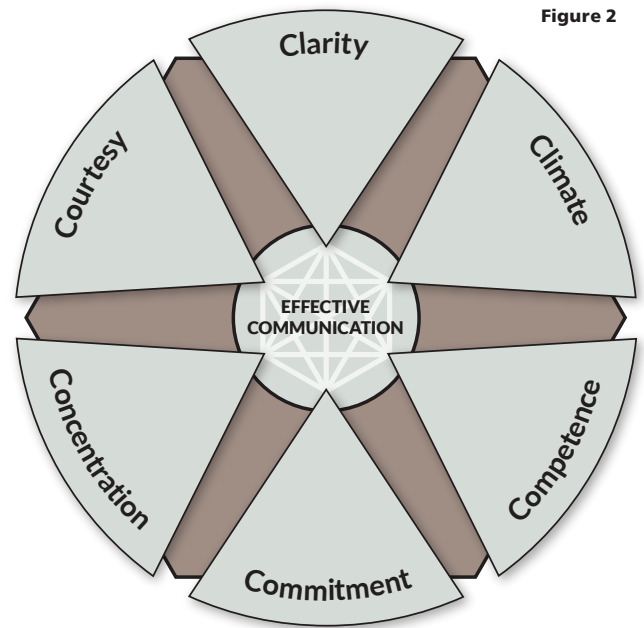 Figure 2
Clarity
Climate
Competence
Commitment
Concentration
Courtesy
EFFECTIVE
COMMUNICATION